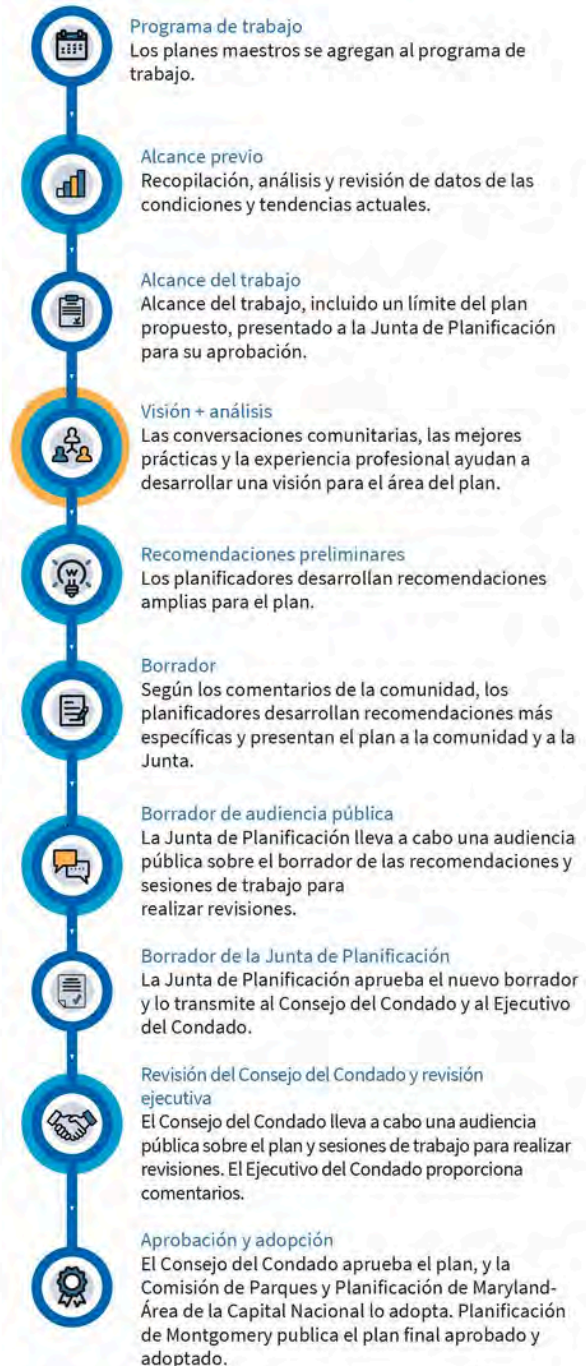 Programa de trabajo
Los planes maestros se agregan al programa de
trabajo.
Alcance previo
Recopilación, análisis y revisión de datos de las
condiciones y tendencias actuales.
Alcance del trabajo
Alcance del trabajo, incluido un límite del plan
propuesto, presentado a la Junta de Planificación
para su aprobación.
Visión + análisis
Las conversaciones comunitarias, las mejores
prácticas y la experiencia profesional ayudan a
desarrollar una visión para el área del plan.
Recomendaciones preliminares
Los planificadores desarrollan recomendaciones
amplias para el plan.
Borrador
Según los comentarios de la comunidad, los
planificadores desarrollan recomendaciones más
específicas y presentan el plan a la comunidad y a la
Junta.
Borrador de audiencia pública
La Junta de Planificación lleva a cabo una audiencia
pública sobre el borrador de las recomendaciones y
sesiones de trabajo para
realizar revisiones.
Borrador de la Junta de Planificación
La Junta de Planificación aprueba el nuevo borrador
y lo transmite al Consejo del Condado y al Ejecutivo
del Condado.
Revisión del Consejo del Condado y revisión
ejecutiva
El Consejo del Condado lleva a cabo una audiencia
pública sobre el plan y sesiones de trabajo para realizar
revisiones. El Ejecutivo del Condado proporciona
comentarios.
Aprobación y adopción
El Consejo del Condado aprueba el plan, y la
Comisión de Parques y Planificación de Maryland-
Área de la Capital Nacional lo adopta. Planificación
de Montgomery publica el plan final aprobado y
adoptado.